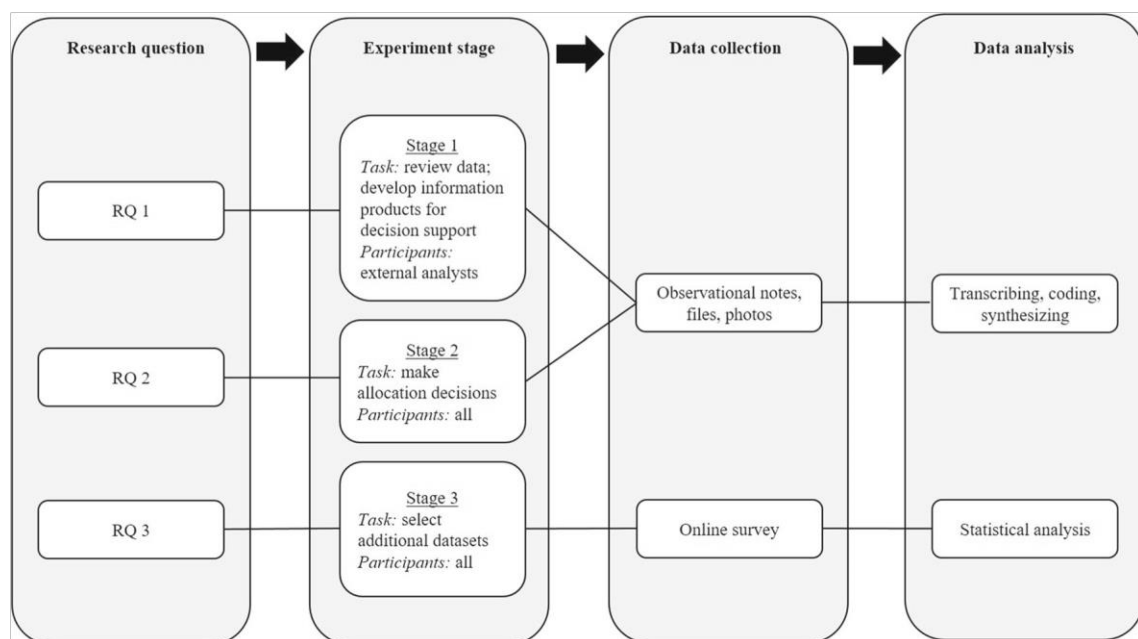 Research question
Experiment stage
Data collection
Data analysis
RQ 1
Stage 1
Task: review data;
develop information
products for
decision support
Participants:
external analysts
Observational notes,
files, photos
Transcribing, coding,
synthesizing
RQ 2
Stage 2
Task: make
allocation decisions
Participants: all
RQ 3
Stage 3
Task: select
additional datasets
Participants: all
Online survey
Statistical analysis